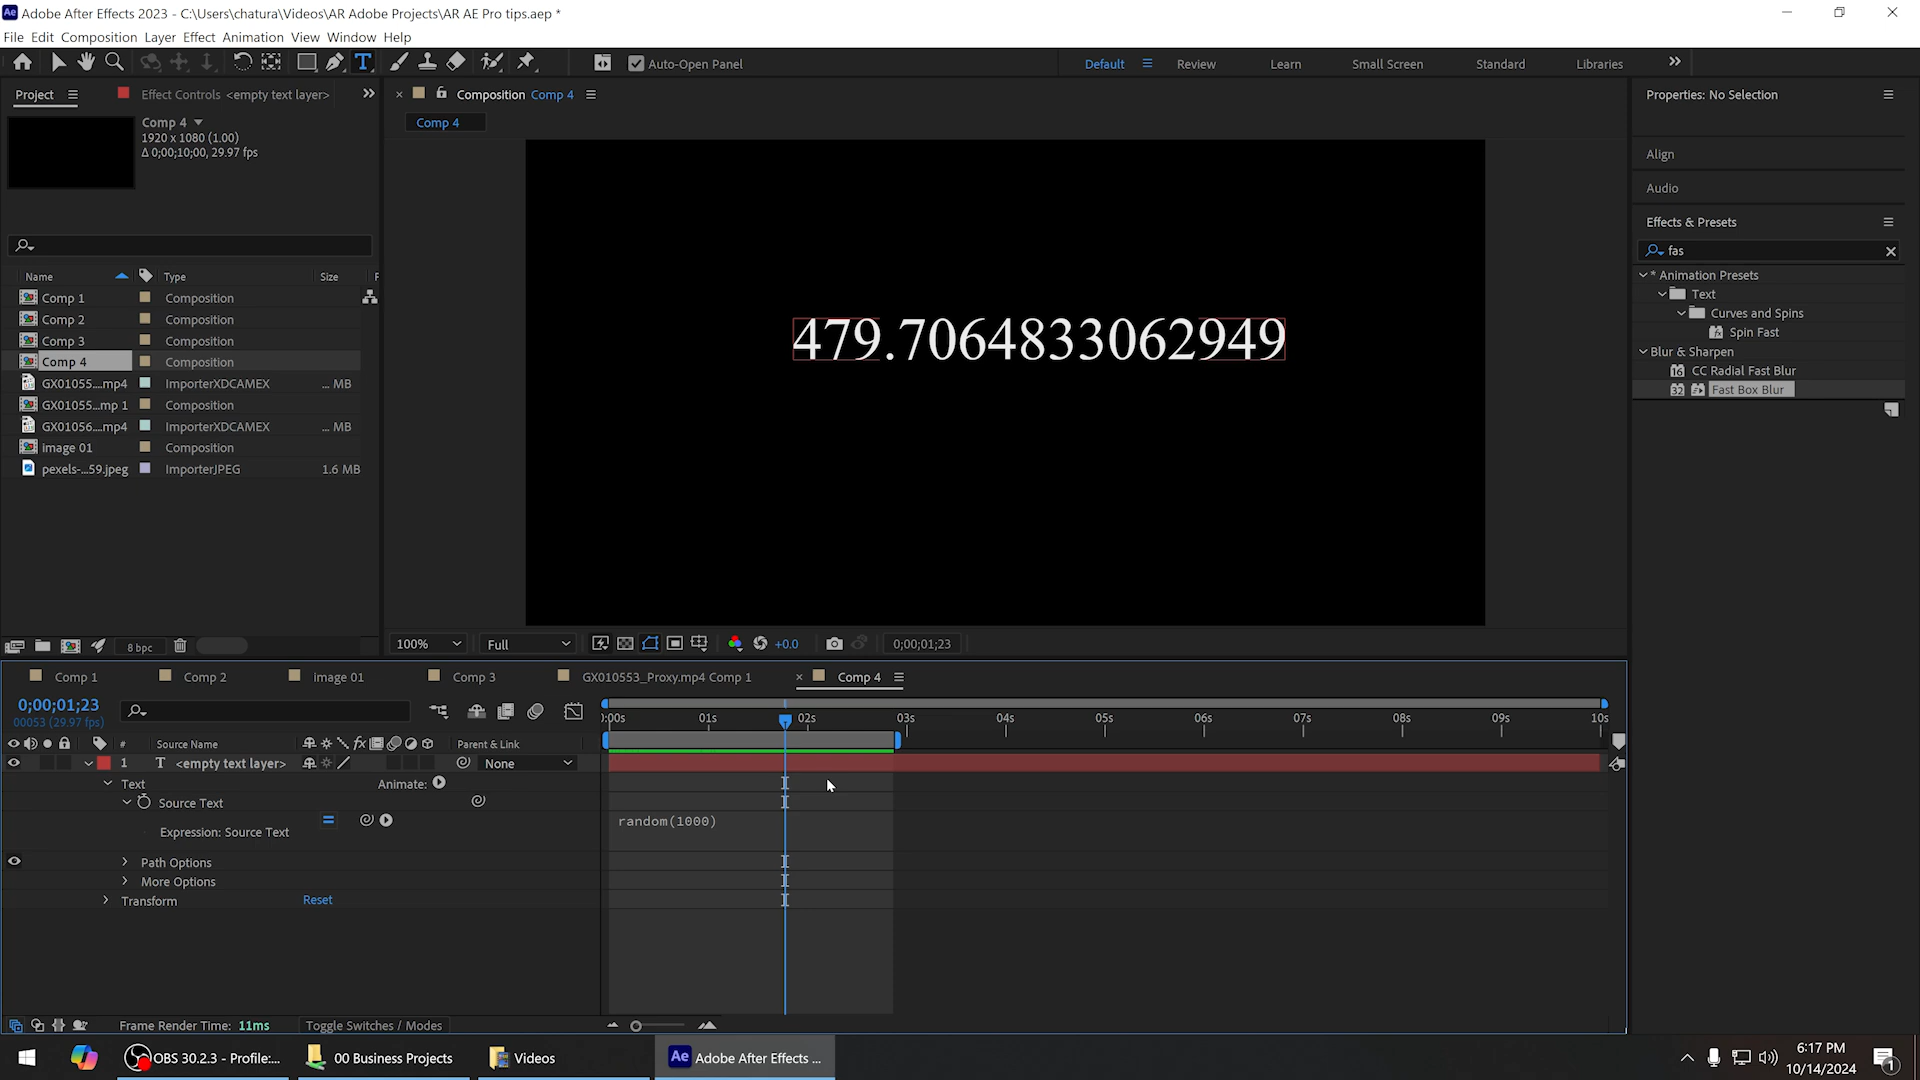 Adobe After Effects 2023 - C:\Users\chatura\Videos\AR Adobe Projects\AR AE Pro tips.aep *
File Edit Composition Layer Effect Animation View Window Help
Auto-Open Panel
Default
Review
Learn
Small Screen
Standard
Libraries
Project
Effect Controls <empty text layer>
Composition Comp 4
Properties: No Selection
Comp 4
1920 x 1080 (1.00)
Δ 0;00;10;00, 29.97 fps
Comp 4
Align
Audio
Effects & Presets
fas
* Animation Presets
Text
Curves and Spins
Spin Fast
Blur & Sharpen
CC Radial Fast Blur
Fast Box Blur
Name Type Size F
Comp 1 Composition
Comp 2 Composition
Comp 3 Composition
Comp 4 Composition
GX01055....mp4 ImporterXDCAMEX ... MB
GX01055...mp 1 Composition
GX01056...mp4 ImporterXDCAMEX ... MB
image 01 Composition
pexels-...59.jpeg ImporterJPEG 1.6 MB
479.7064833062949
8 bpc
100% Full +0.0 0;00;01;23
Comp 1 Comp 2 image 01 Comp 3 GX010553_Proxy.mp4 Comp 1 Comp 4
0;00;01;23
00053 (29.97 fps)
):00s 01s 02s 03s 04s 05s 06s 07s 08s 09s 10s
# Source Name fx Parent & Link
1 T <empty text layer> None
Text Animate:
Source Text
random(1000)
Expression: Source Text
Path Options
More Options
Transform Reset
Frame Render Time: 11ms Toggle Switches / Modes
OBS 30.2.3 - Profile:...
00 Business Projects
Videos
Adobe After Effects ...
6:17 PM
10/14/2024
1